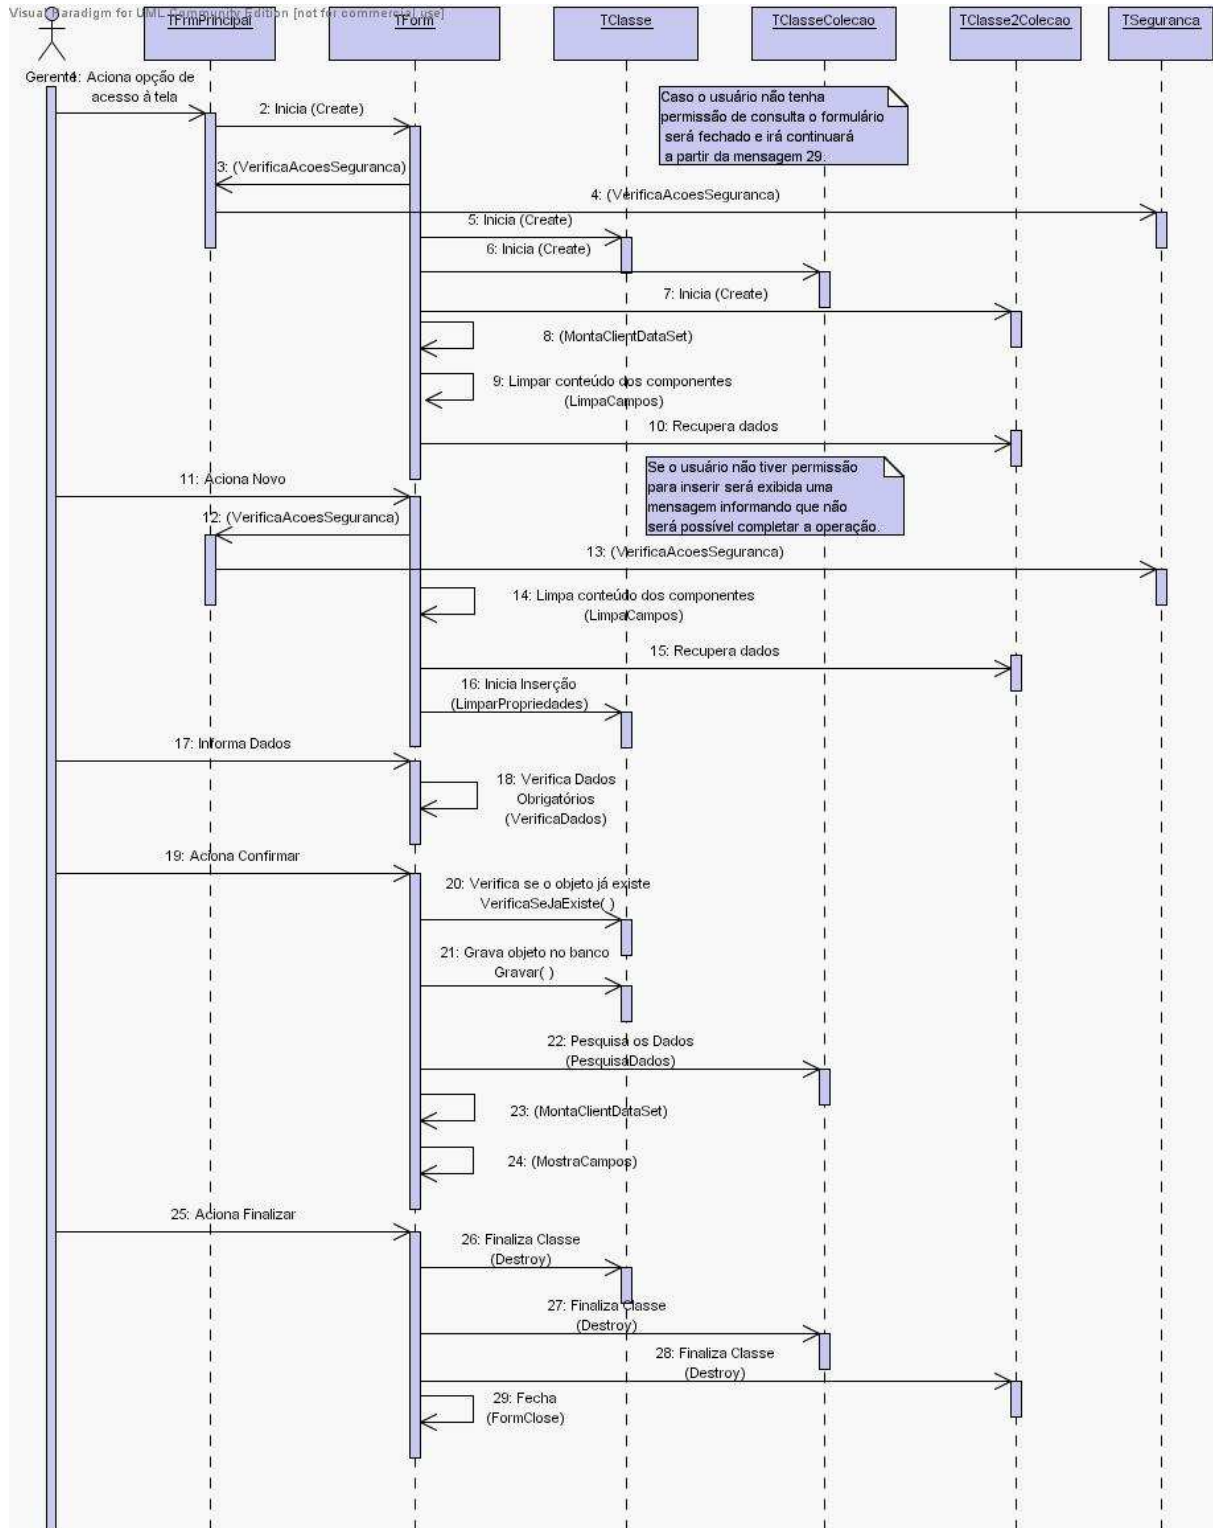 Visual Paradigm for UML Community Edition [not for commercial use]
TFrmPrincipal
TForm
TClasse
TClasseColecao
TClasse2Colecao
TSeguranca
Gerente
1: Aciona opção de
acesso à tela
2: Inicia (Create)
Caso o usuário não tenha
permissão de consulta o formulário
será fechado e irá continuará
a partir da mensagem 29.
3: (VerificaAcoesSeguranca)
4: (VerificaAcoesSeguranca)
5: Inicia (Create)
6: Inicia (Create)
7: Inicia (Create)
8: (MontaClientDataSet)
9: Limpar conteúdo dos componentes
(LimpaCampos)
10: Recupera dados
Se o usuário não tiver permissão
para inserir será exibida uma
mensagem informando que não
será possível completar a operação.
11: Aciona Novo
12: (VerificaAcoesSeguranca)
13: (VerificaAcoesSeguranca)
14: Limpa conteúdo dos componentes
(LimpaCampos)
15: Recupera dados
16: Inicia Inserção
(LimparPropriedades)
17: Informa Dados
18: Verifica Dados
Obrigatórios
(VerificaDados)
19: Aciona Confirmar
20: Verifica se o objeto já existe
VerificaSeJaExiste( )
21: Grava objeto no banco
Gravar( )
22: Pesquisa os Dados
(PesquisaDados)
23: (MontaClientDataSet)
24: (MostraCampos)
25: Aciona Finalizar
26: Finaliza Classe
(Destroy)
27: Finaliza Classe
(Destroy)
28: Finaliza Classe
(Destroy)
29: Fecha
(FormClose)